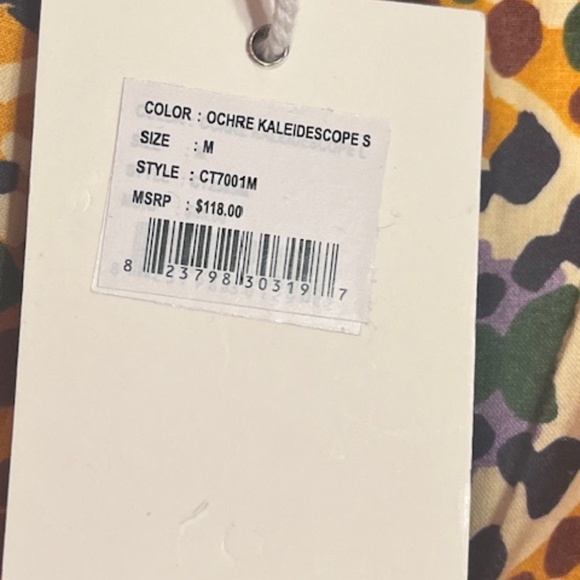 COLOR : OCHRE KALEIDESCOPE S
SIZE : M
STYLE : CT7001M
MSRP : $118.00
8 23798 30319 7